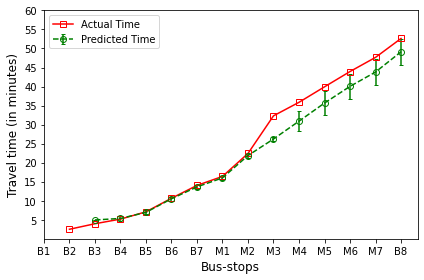 Actual Time
Predicted Time
Travel time (in minutes)
60
55
50
45
40
35
30
25
20
15
10
5
B1 B2 B3 B4 B5 B6 B7 M1 M2 M3 M4 M5 M6 M7 B8
Bus-stops